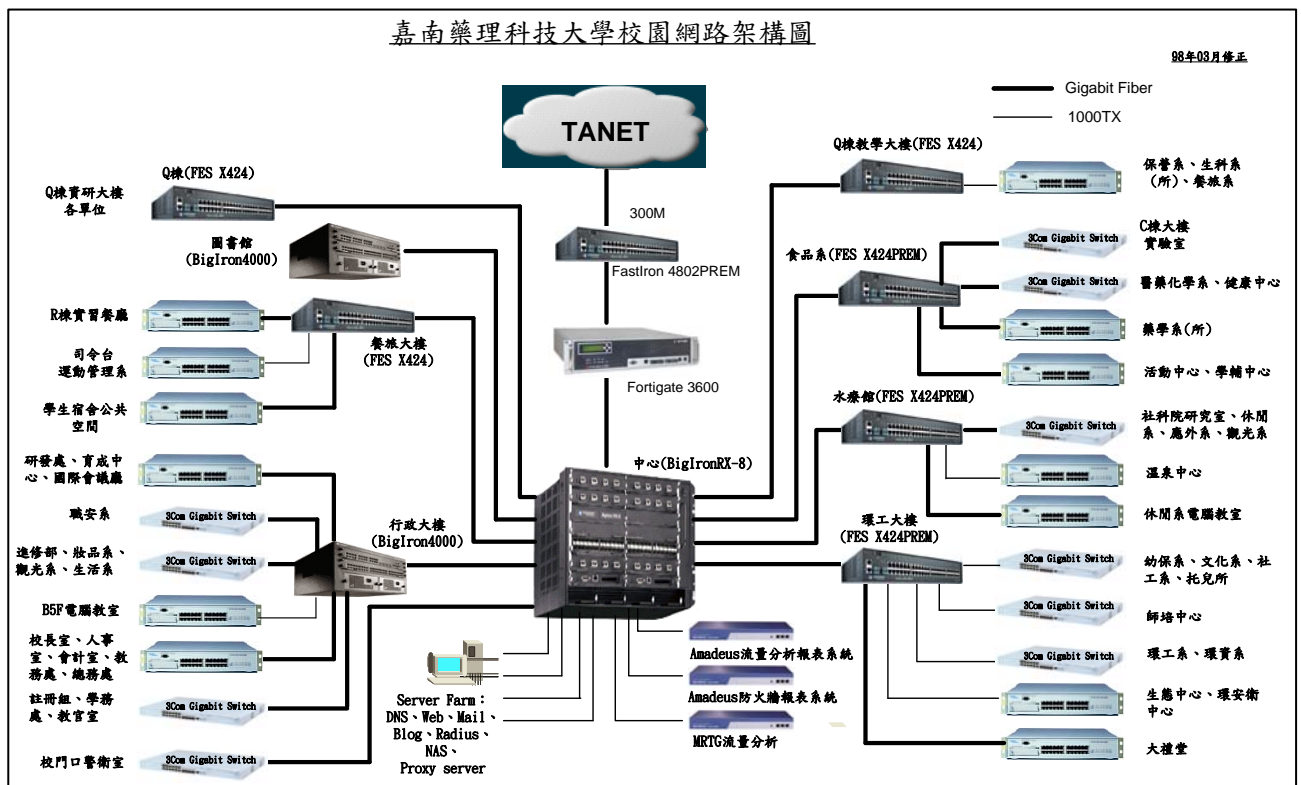 嘉南藥理科技大學校園網路架構圖
98年03月修正
Gigabit Fiber
1000TX
TANET
300M
FastIron 4802PREM
Fortigate 3600
中心(BigIronRX-8)
Q棟(FES X424)
Q棟資研大樓
各單位
圖書館
(BigIron4000)
R棟實習餐廳
司令台
運動管理系
學生宿舍公共
空間
餐旅大樓
(FES X424)
研發處、育成中
心、國際會議廳
職安系
3Com Gigabit Switch
進修部、妝品系、
觀光系、生活系
3Com Gigabit Switch
行政大樓
(BigIron4000)
B5F電腦教室
校長室、人事
室、會計室、教
務處、總務處
註冊組、學務
處、教官室
3Com Gigabit Switch
校門口警衛室
3Com Gigabit Switch
Server Farm：
DNS、Web、Mail、
Blog、Radius、
NAS、
Proxy server
Amadeus流量分析報表系統
Amadeus防火牆報表系統
MRTG流量分析
Q棟教學大樓(FES X424)
保營系、生科系
(所)、餐旅系
食品系(FES X424PREM)
3Com Gigabit Switch
C棟大樓
實驗室
3Com Gigabit Switch
醫藥化學系、健康中心
藥學系(所)
活動中心、學輔中心
水療館(FES X424PREM)
3Com Gigabit Switch
社科院研究室、休閒
系、應外系、觀光系
溫泉中心
休閒系電腦教室
環工大樓
(FES X424PREM)
3Com Gigabit Switch
幼保系、文化系、社
工系、托兒所
3Com Gigabit Switch
師培中心
3Com Gigabit Switch
環工系、環資系
生態中心、環安衛
中心
大禮堂